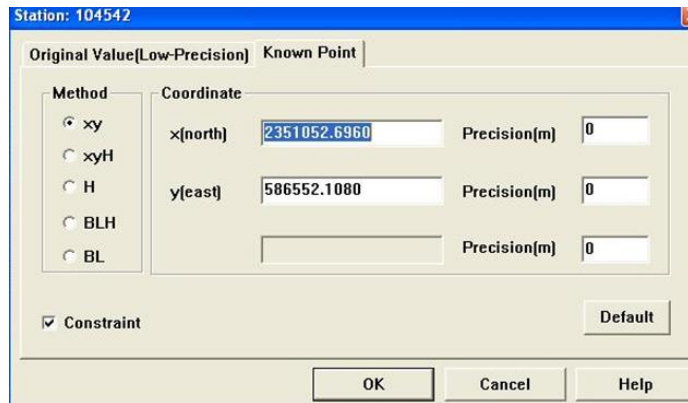 Station: 104542
Original Value(Low-Precision) Known Point
Method Coordinate
xy
xyH
H
BLH
BL
x(north) 2351052.6960 Precision(m) 0
y(east) 586552.1080 Precision(m) 0
Precision(m) 0
Constraint
Default
OK Cancel Help